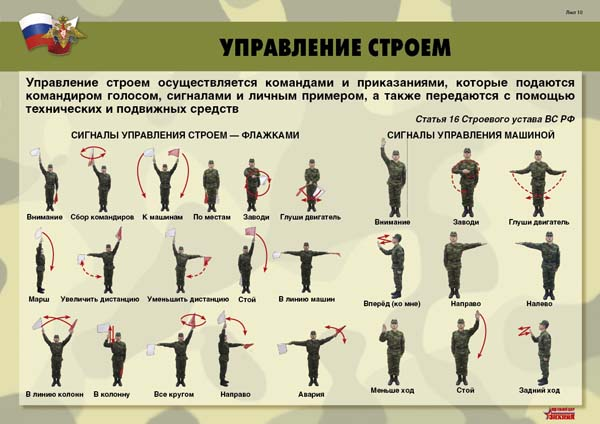 Лист 10
УПРАВЛЕНИЕ СТРОЕМ
Управление строем осуществляется командами и приказаниями, которые подаются
командиром голосом, сигналами и личным примером, а также передаются с помощью
технических и подвижных средств
Статья 16 Строевого устава ВС РФ
СИГНАЛЫ УПРАВЛЕНИЯ СТРОЕМ — ФЛАЖКАМИ
Внимание Сбор командиров К машинам По местам Заводи Глуши двигатель
Марш Увеличить дистанцию Уменьшить дистанцию Стой В линию машин
В линию колонн В колонну Все кругом Направо Авария
СИГНАЛЫ УПРАВЛЕНИЯ МАШИНОЙ
Внимание Заводи Глуши двигатель
Вперёд (ко мне) Направо Налево
Меньше ход Стой Задний ход